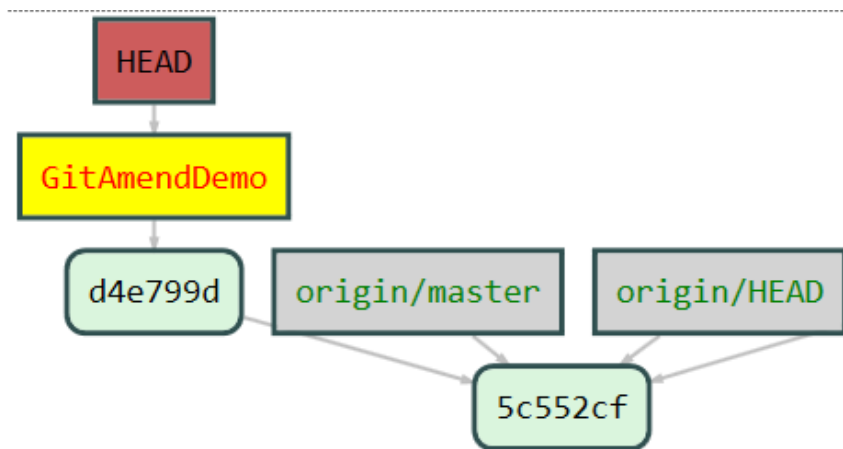 HEAD
GitAmendDemo
d4e799d
origin/master
origin/HEAD
5c552cf